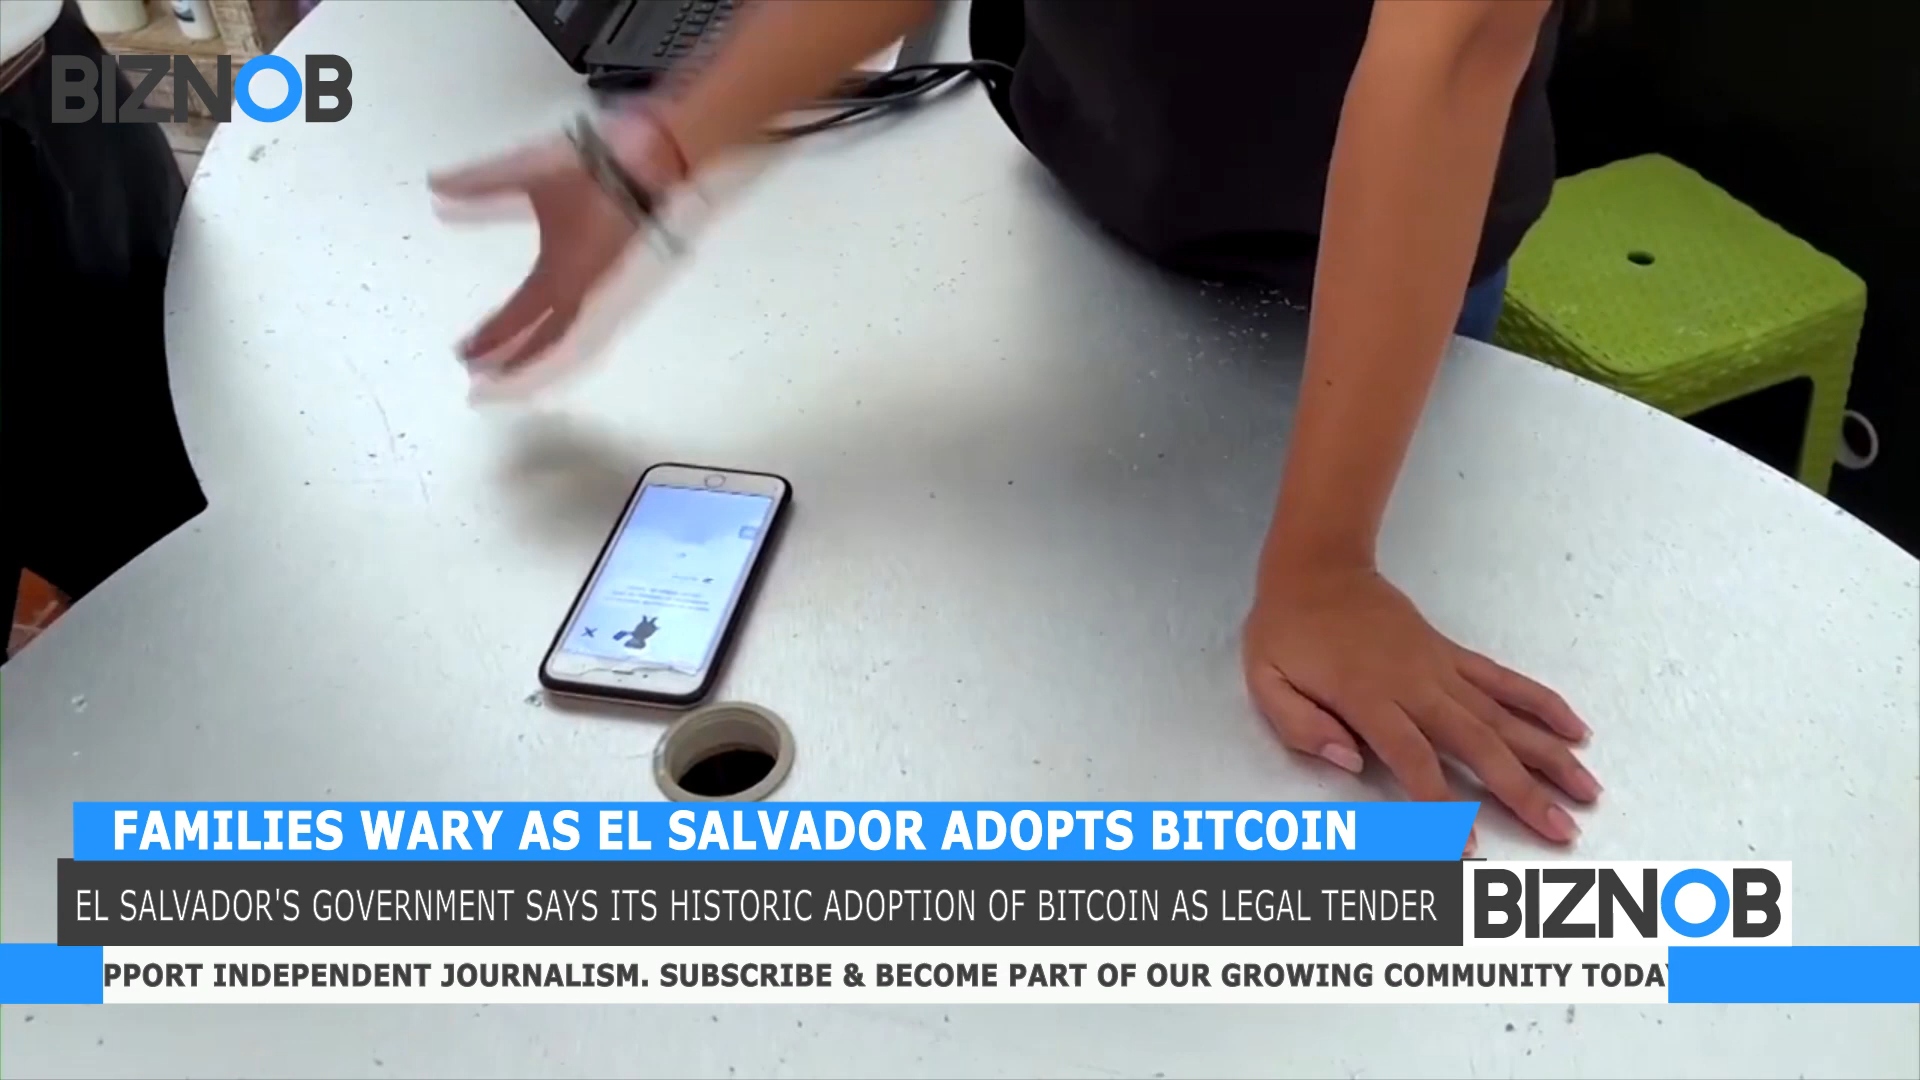 BIZNOB
FAMILIES WARY AS EL SALVADOR ADOPTS BITCOIN
EL SALVADOR'S GOVERNMENT SAYS ITS HISTORIC ADOPTION OF BITCOIN AS LEGAL TENDER
BIZNOB
PPORT INDEPENDENT JOURNALISM. SUBSCRIBE & BECOME PART OF OUR GROWING COMMUNITY TODAY